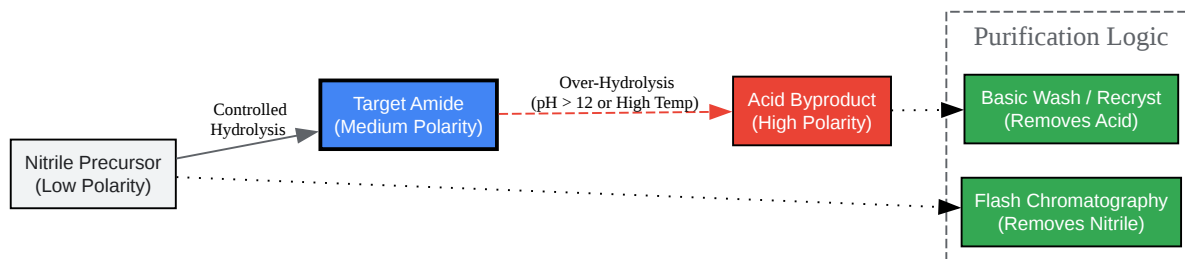 Purification Logic
Over-Hydrolysis
(pH > 12 or High Temp)
Target Amide
(Medium Polarity)
Acid Byproduct
(High Polarity)
Basic Wash / Recryst
(Removes Acid)
Controlled
Hydrolysis
Nitrile Precursor
(Low Polarity)
Flash Chromatography
(Removes Nitrile)